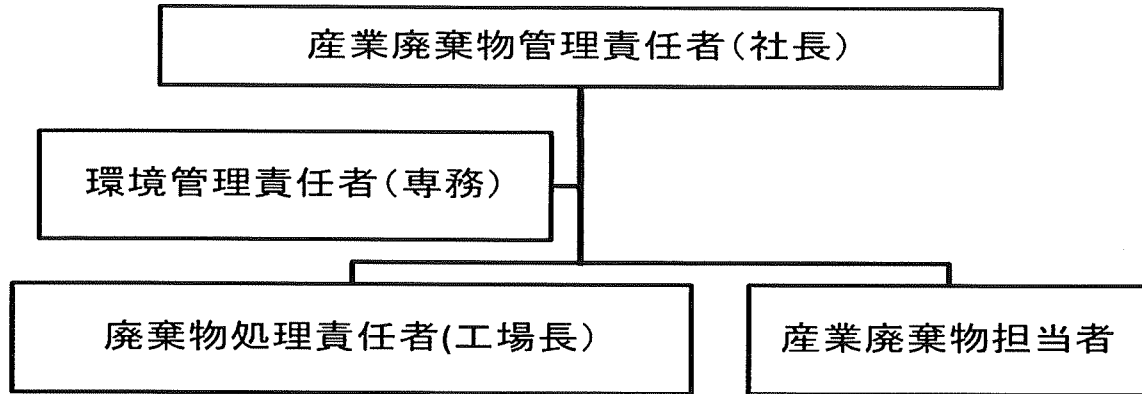 産業廃棄物管理責任者(社長)
環境管理責任者(専務)
廃棄物処理責任者(工場長)
産業廃棄物担当者